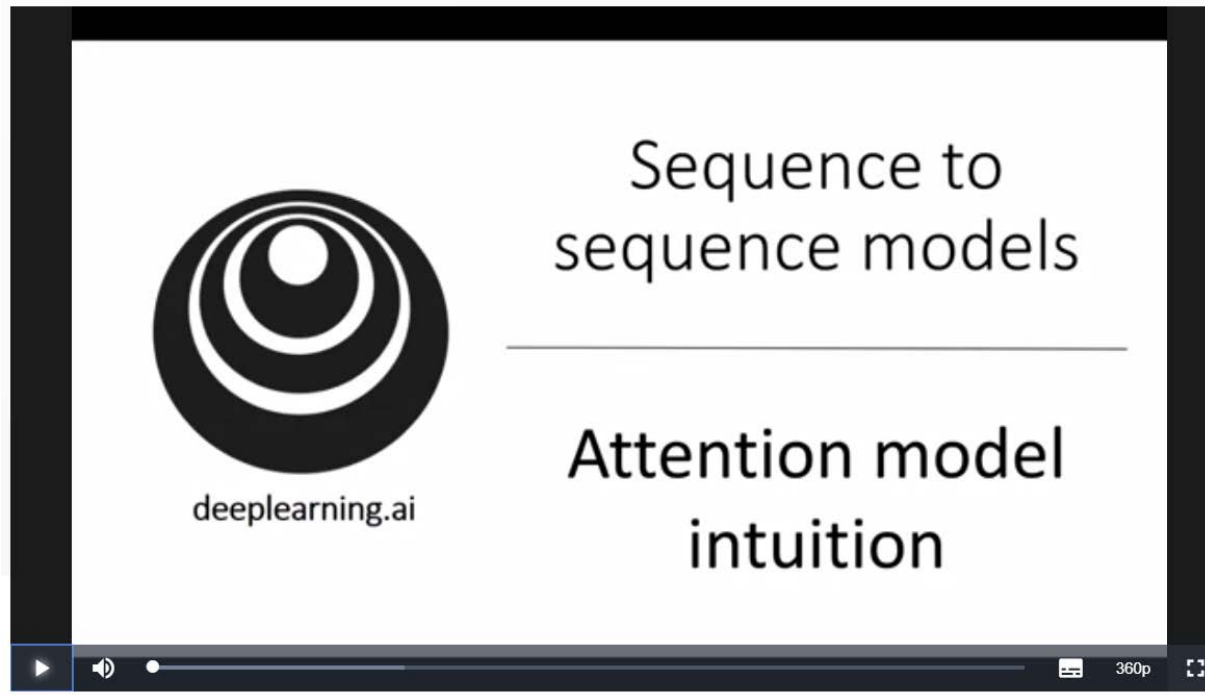 Sequence to
sequence models
Attention model
intuition
deeplearning.ai
360p